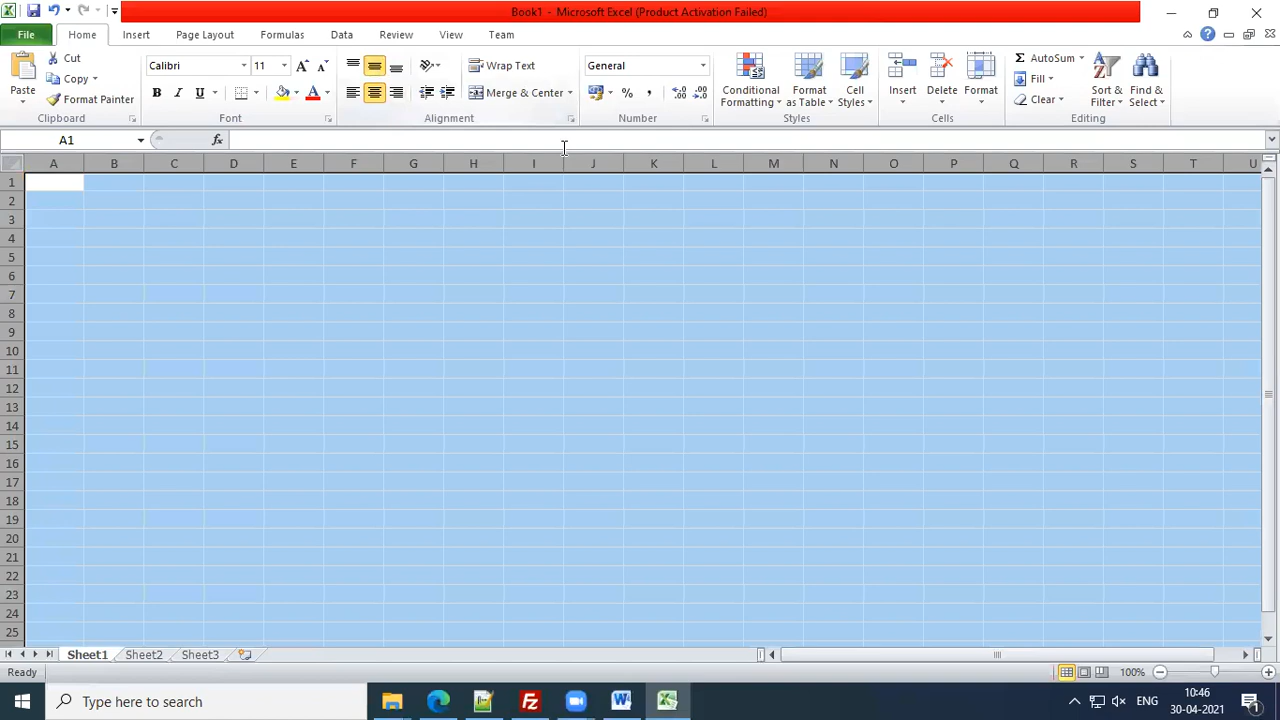 Book1 - Microsoft Excel (Product Activation Failed)
File Home Insert Page Layout Formulas Data Review View Team
Paste
Cut
Copy
Format Painter
Clipboard
Calibri 11
B I U A
Font
Wrap Text
Merge & Center
Alignment
General
% ,
Number
Conditional Formatting
Format as Table
Cell Styles
Styles
Insert Delete Format
Cells
Σ AutoSum
Fill
Clear
Sort & Filter
Find & Select
Editing
A1 fx
A B C D E F G H I J K L M N O P Q R S T U
1
2
3
4
5
6
7
8
9
10
11
12
13
14
15
16
17
18
19
20
21
22
23
24
25
Sheet1 Sheet2 Sheet3
Ready 100%
Type here to search ENG 10:46
30-04-2021